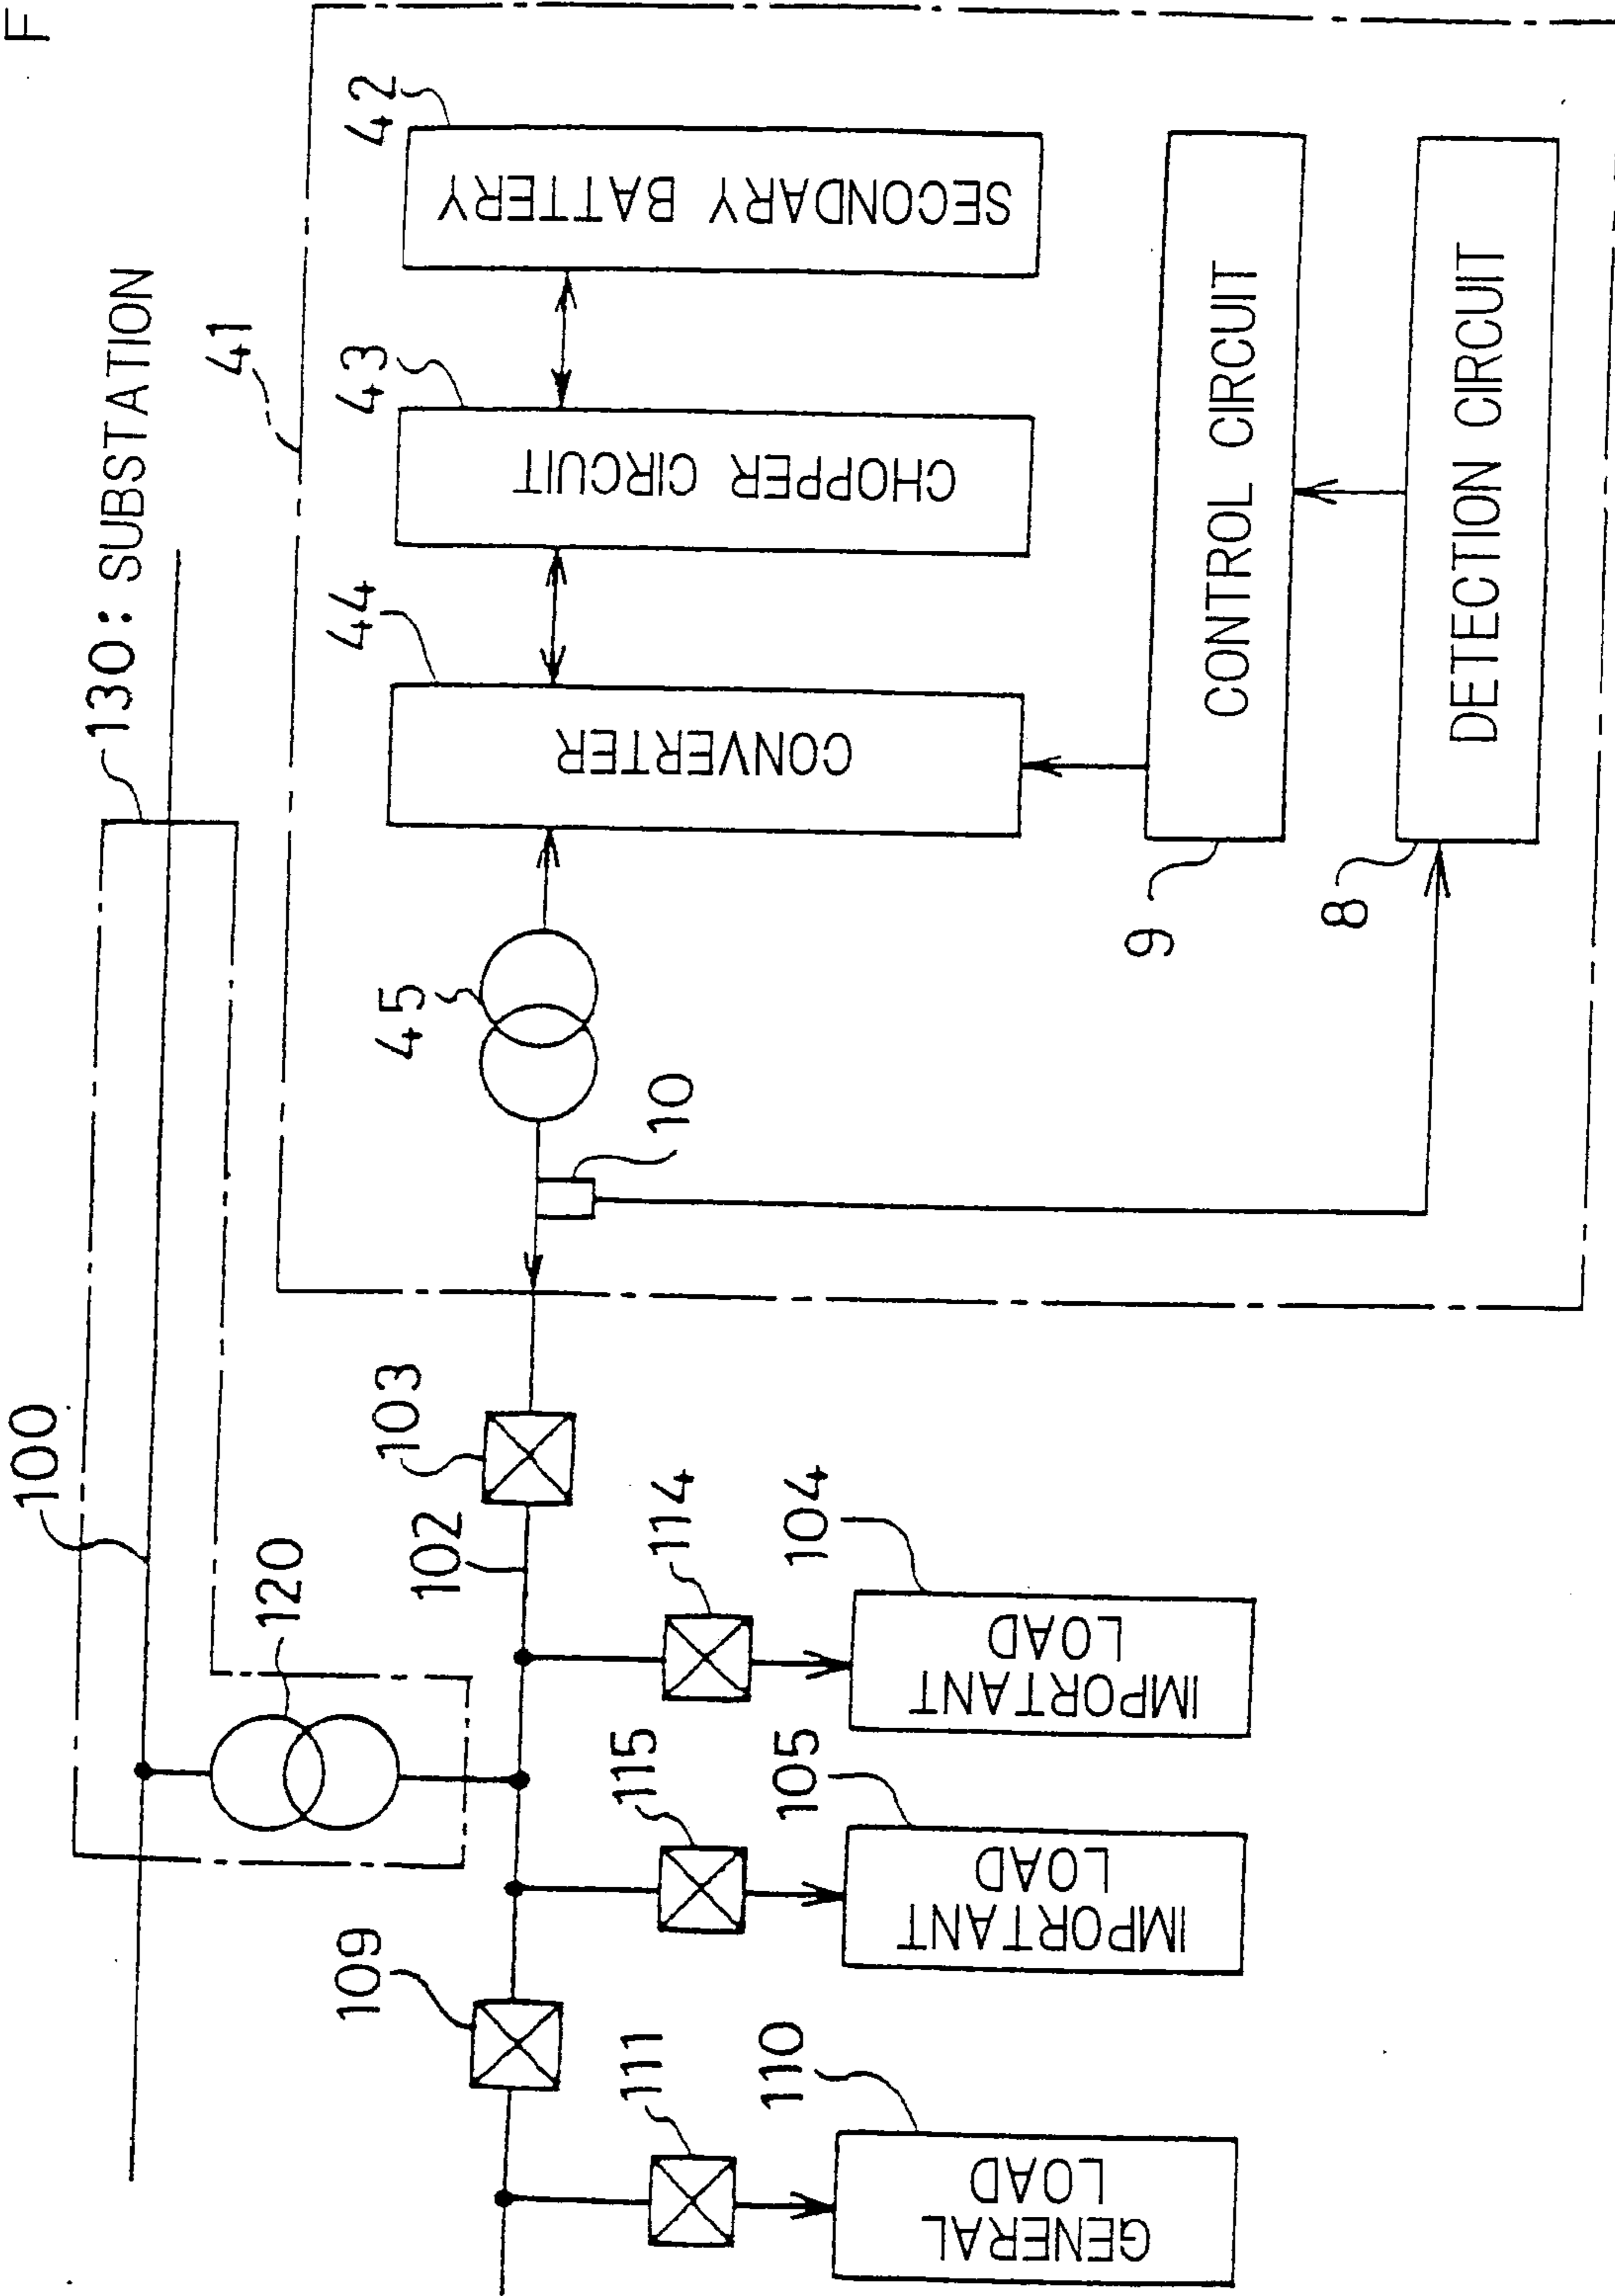 F
100
130: SUBSTATION
120
41
102
103
45
44
43
42
10
CONVERTER
CHOPPER CIRCUIT
SECONDARY BATTERY
109
115
114
111
9
CONTROL CIRCUIT
110
105
104
8
DETECTION CIRCUIT
GENERAL
LOAD
IMPORTANT
LOAD
IMPORTANT
LOAD